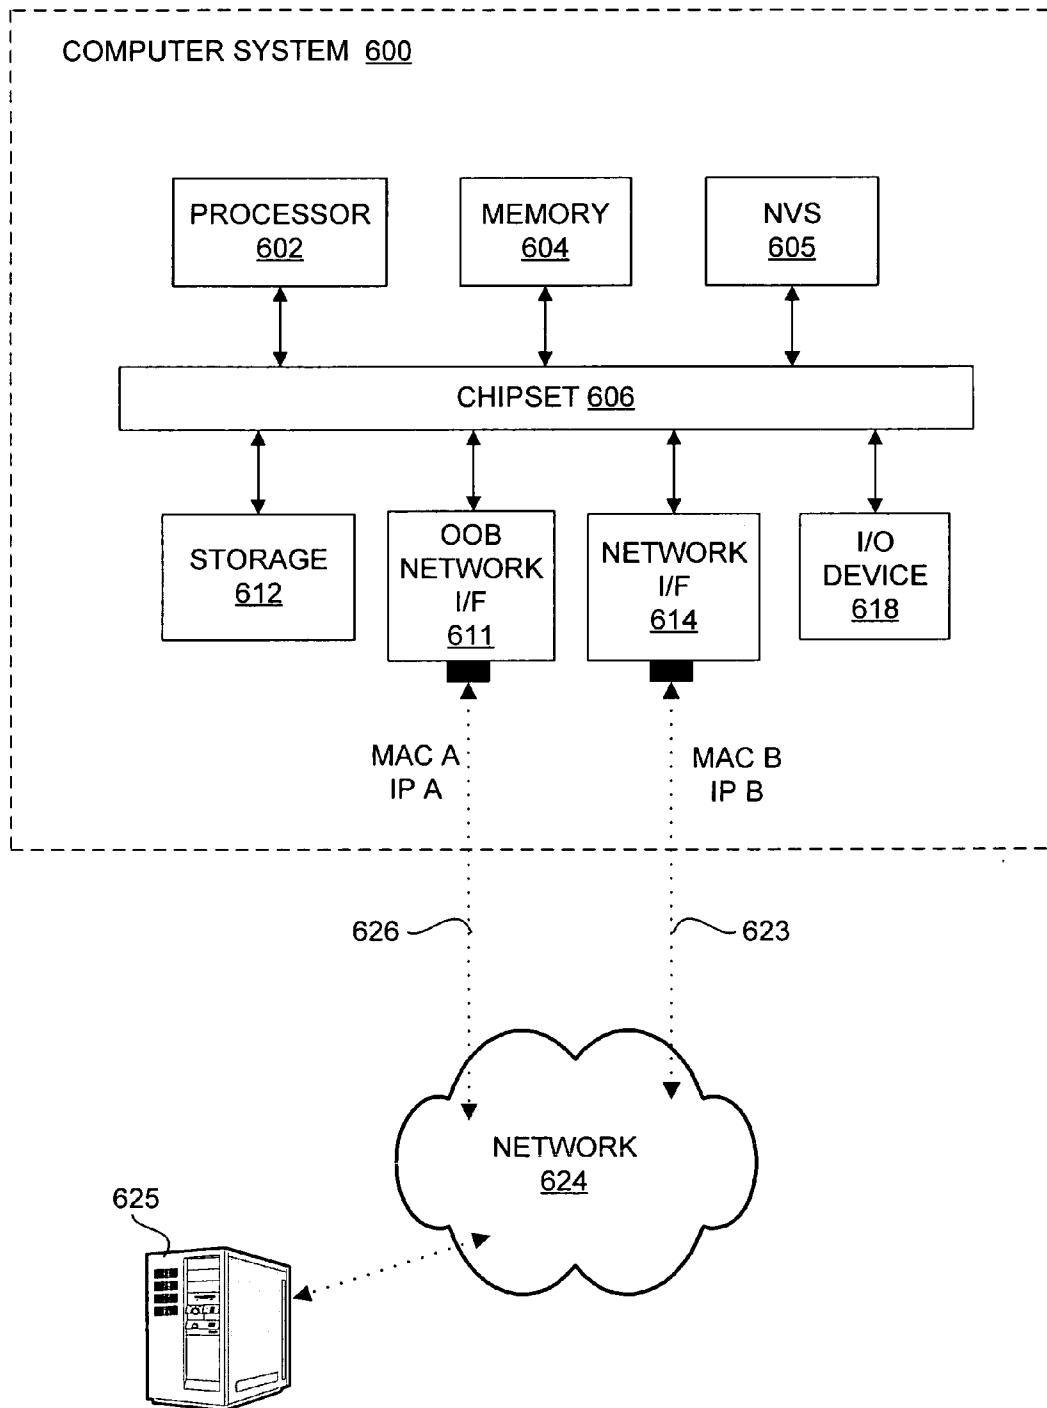 COMPUTER SYSTEM 600
PROCESSOR
602
MEMORY
604
NVS
605
CHIPSET 606
STORAGE
612
OOB
NETWORK
I/F
611
NETWORK
I/F
614
I/O
DEVICE
618
MAC A
IP A
MAC B
IP B
626
623
NETWORK
624
625